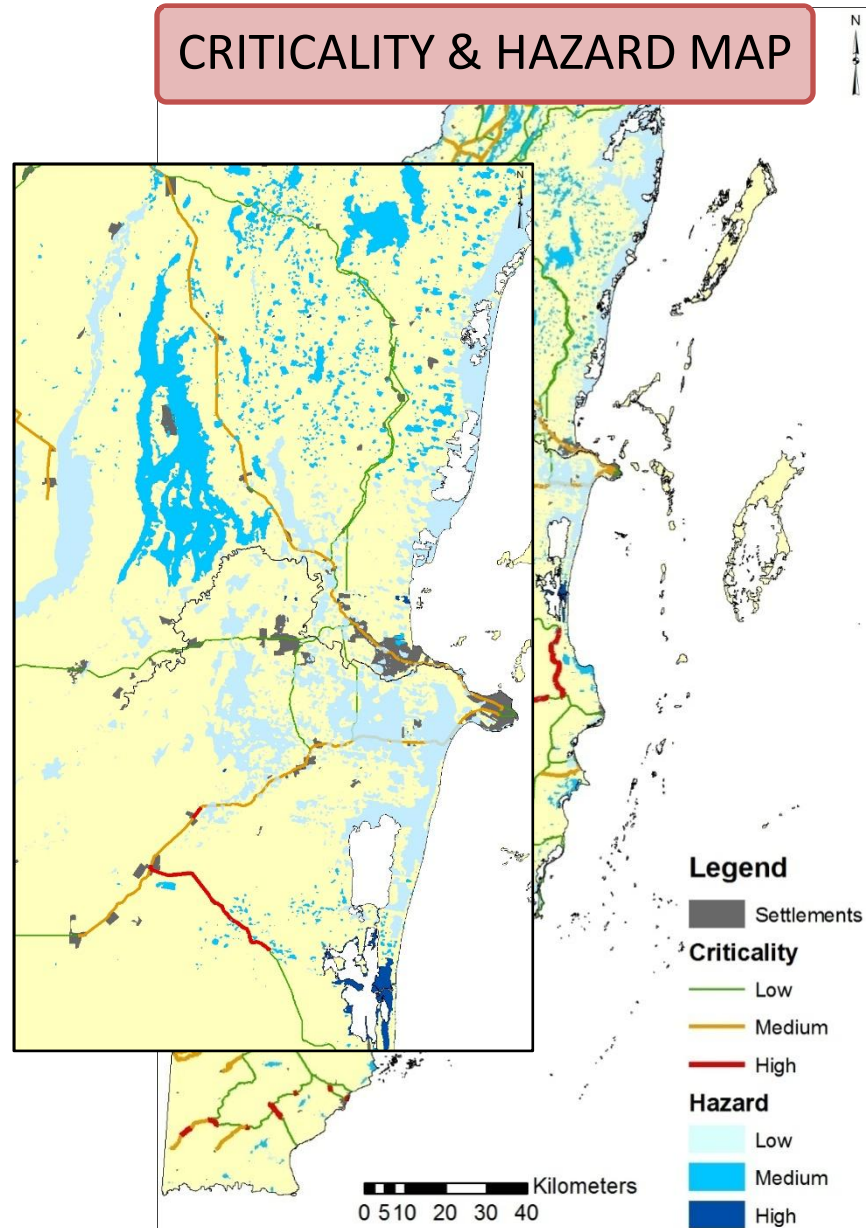 CRITICALITY & HAZARD MAP
N
N
Legend
Settlements
Criticality
Low
Medium
High
Hazard
Low
Medium
High
Kilometers
0 5 10 20 30 40